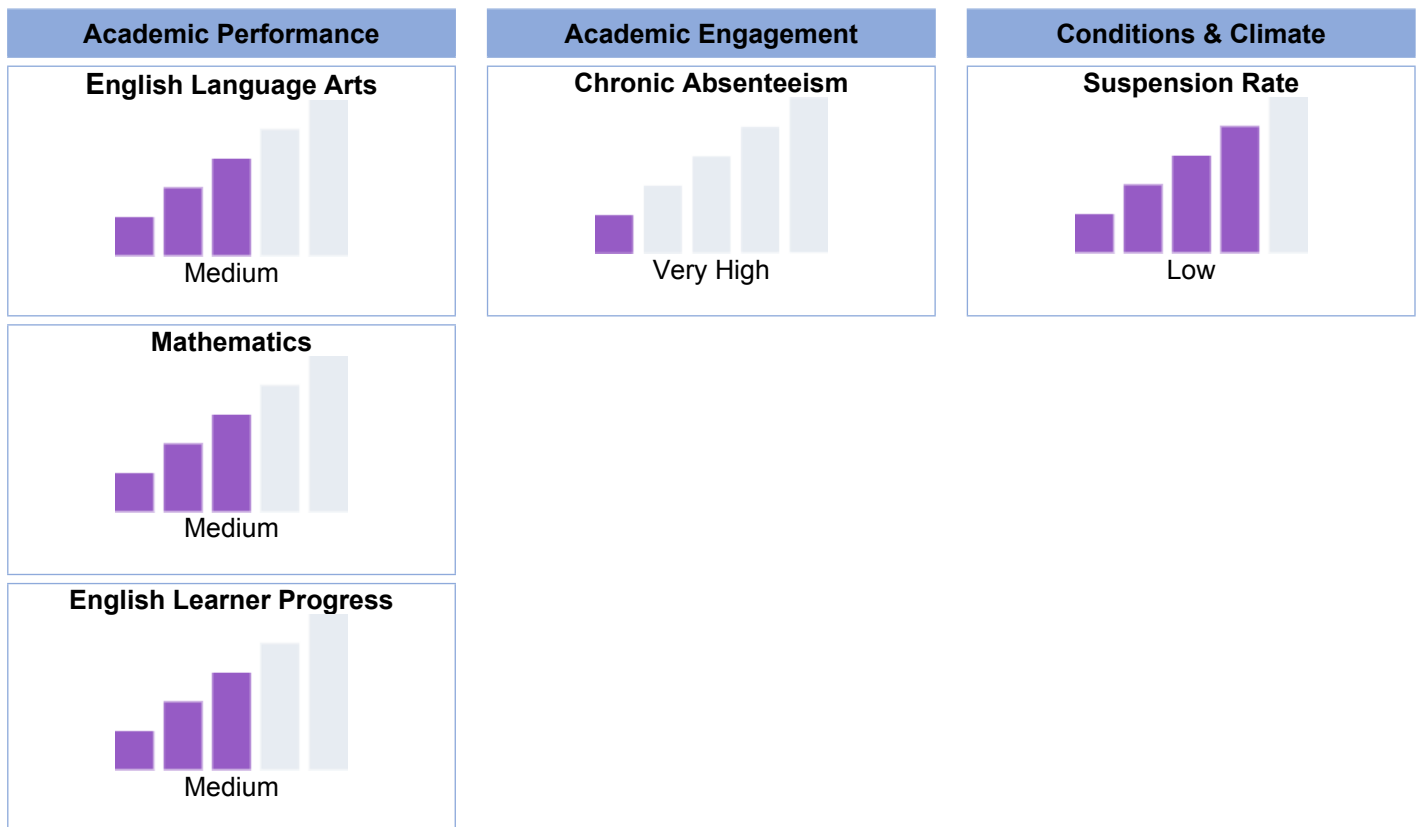 Academic Performance
English Language Arts
Medium
Mathematics
Medium
English Learner Progress
Medium
Academic Engagement
Chronic Absenteeism
Very High
Conditions & Climate
Suspension Rate
Low